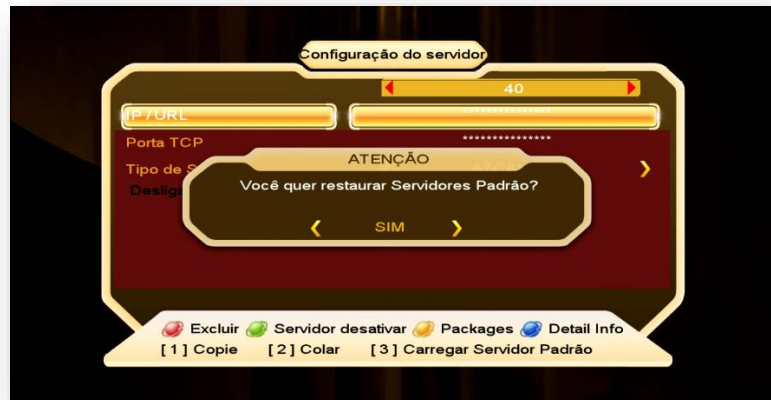 Configuração do servidor
40
IP / URL ***************
Porta TCP ***************
Tipo de S
Desliga
ATENÇÃO
Você quer restaurar Servidores Padrão?
SIM
Excluir Servidor desativar Packages Detail Info
[ 1 ] Copie [ 2 ] Colar [ 3 ] Carregar Servidor Padrão